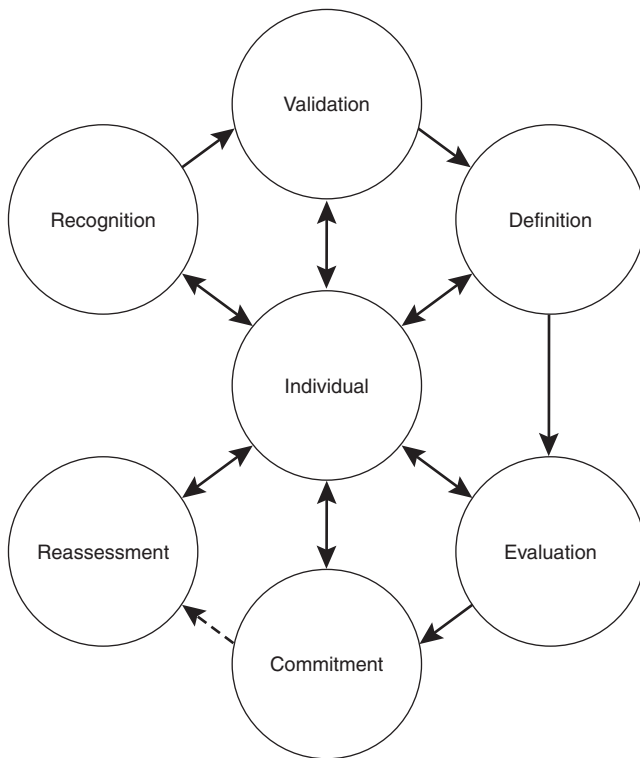 Validation
Recognition
Definition
Individual
Reassessment
Evaluation
Commitment